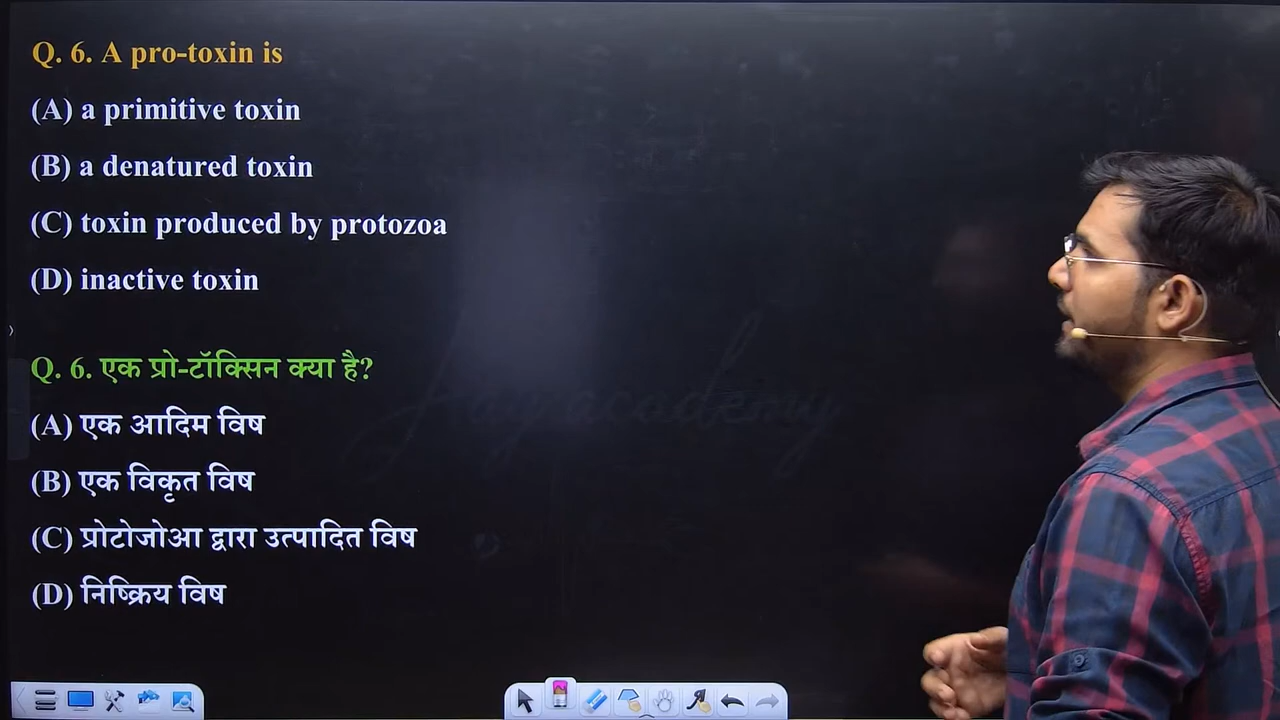 Q. 6. A pro-toxin is
(A) a primitive toxin
(B) a denatured toxin
(C) toxin produced by protozoa
(D) inactive toxin
Q. 6. एक प्रो-टॉक्सिन क्या है?
(A) एक आदिम विष
(B) एक विकृत विष
(C) प्रोटोजोआ द्वारा उत्पादित विष
(D) निष्क्रिय विष